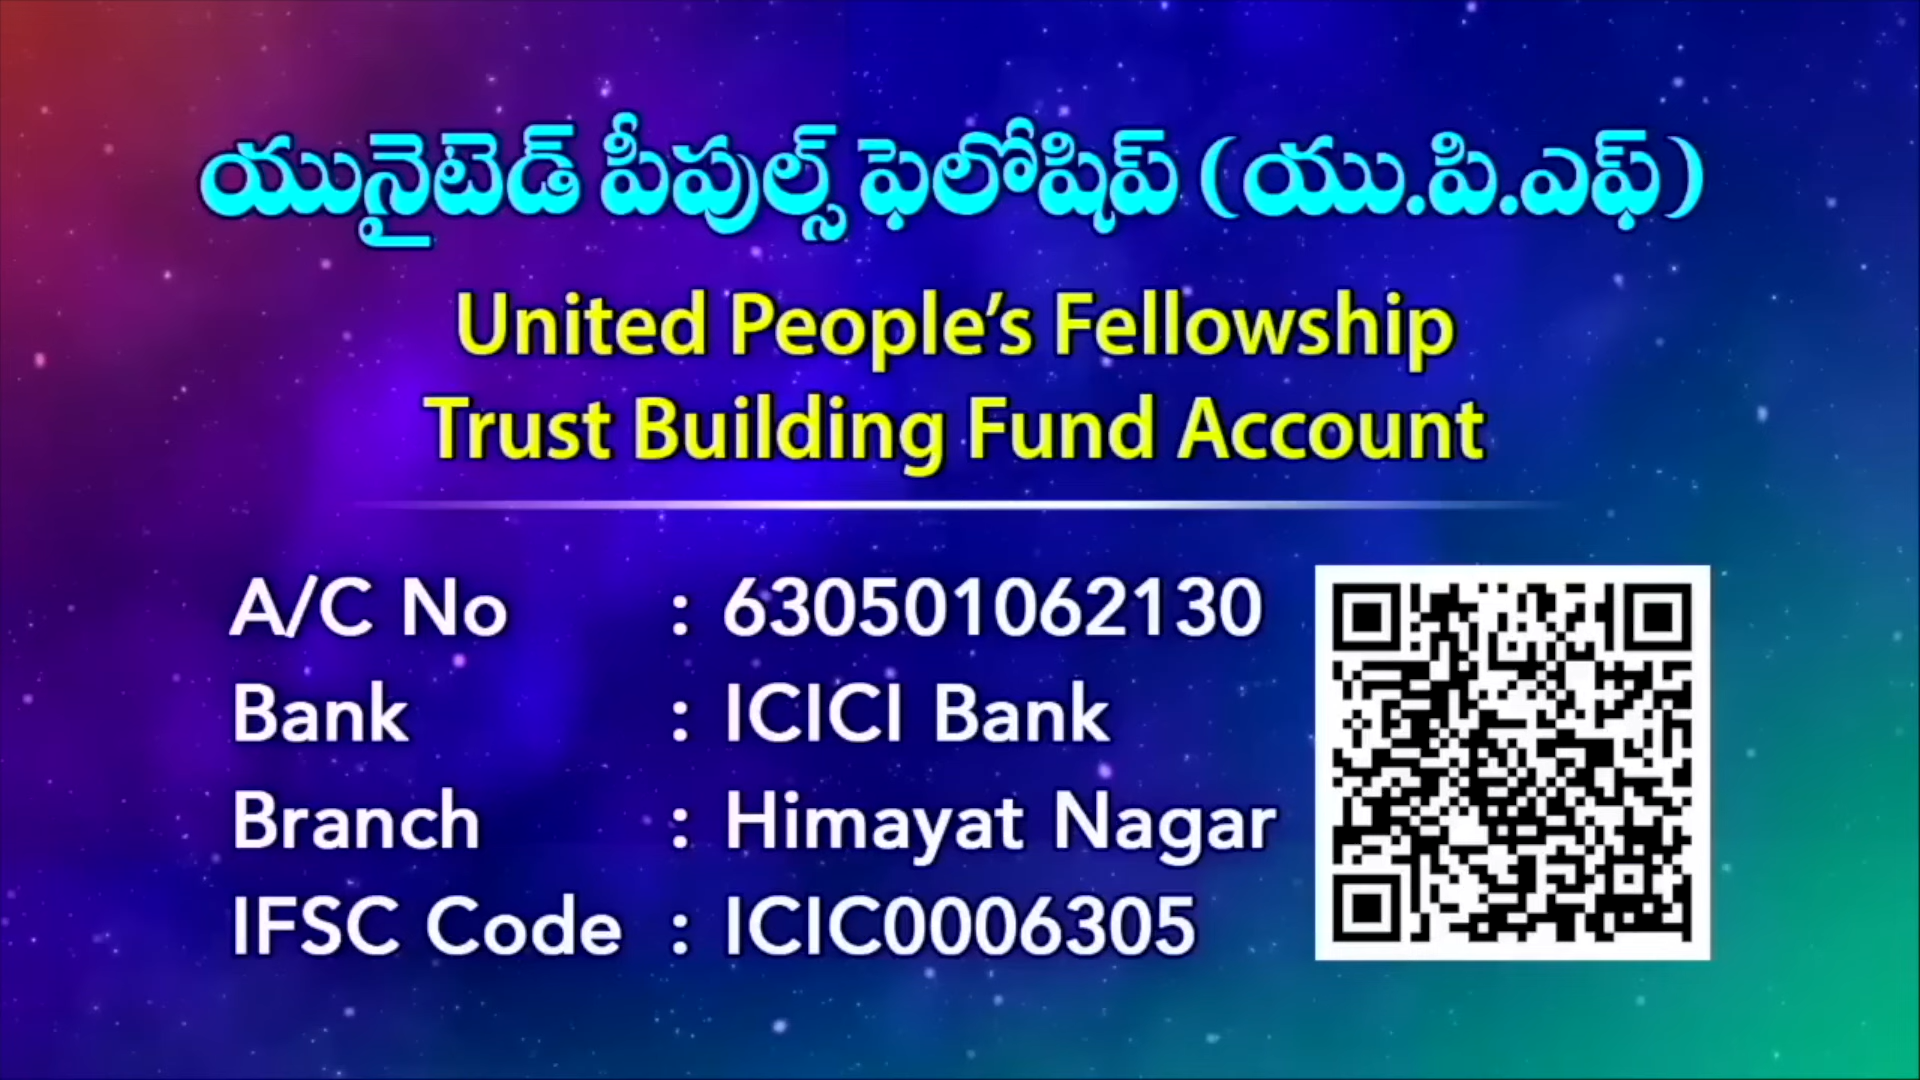 యునైటెడ్ పీపుల్స్ ఫెలోషిప్ (యు.పి.ఎఫ్)
United People’s Fellowship
Trust Building Fund Account
A/C No : 630501062130
Bank : ICICI Bank
Branch : Himayat Nagar
IFSC Code : ICIC0006305